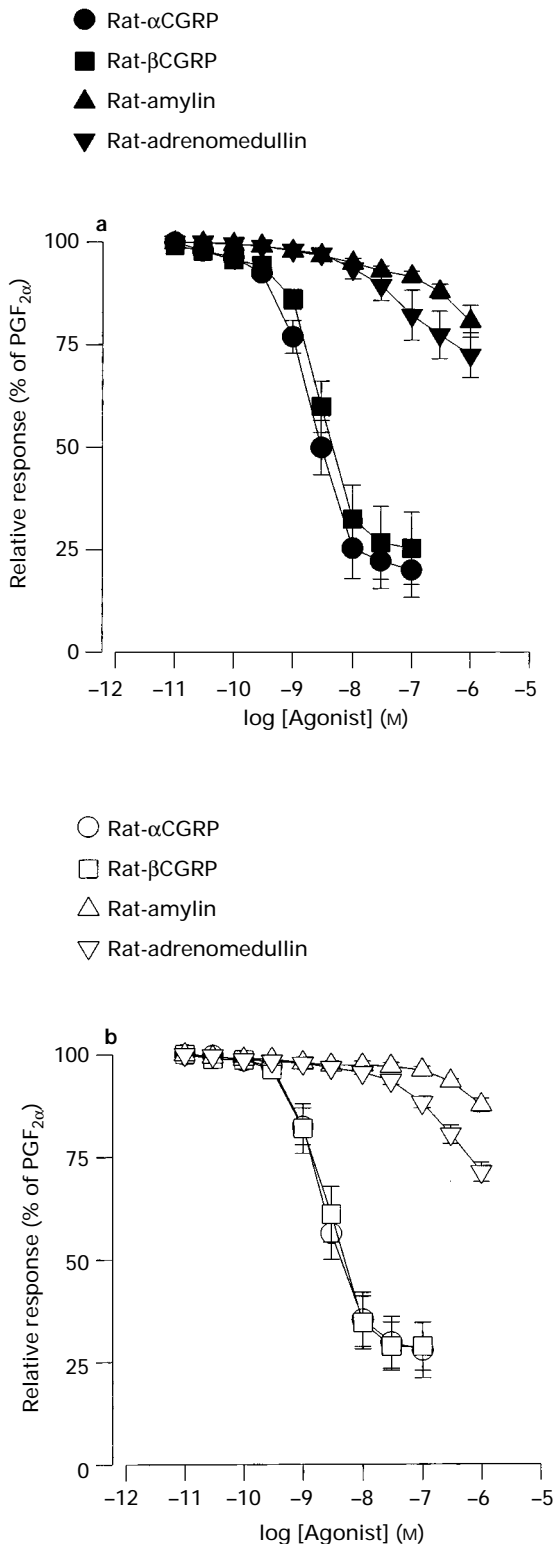 Rat-αCGRP
Rat-βCGRP
Rat-amylin
Rat-adrenomedullin
a
100
75
50
25
0
Relative response (% of PGF2α)
−12 −11 −10 −9 −8 −7 −6 −5
log [Agonist] (M)
Rat-αCGRP
Rat-βCGRP
Rat-amylin
Rat-adrenomedullin
b
100
75
50
25
0
Relative response (% of PGF2α)
−12 −11 −10 −9 −8 −7 −6 −5
log [Agonist] (M)